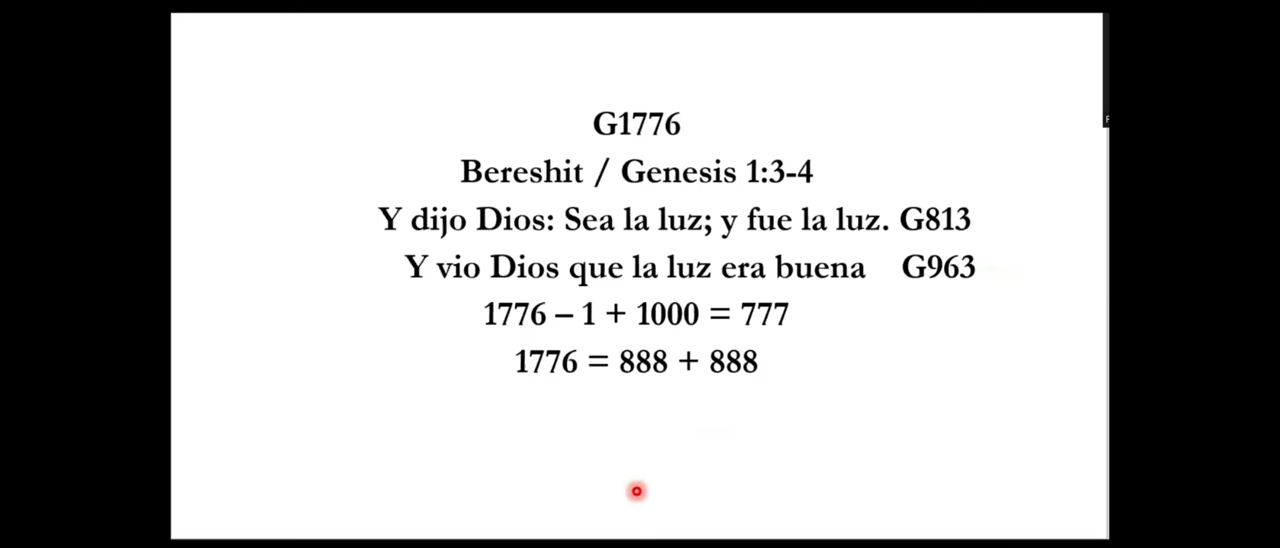 G1776
Bereshit / Genesis 1:3-4
Y dijo Dios: Sea la luz; y fue la luz. G813
Y vio Dios que la luz era buena G963
1776 – 1 + 1000 = 777
1776 = 888 + 888